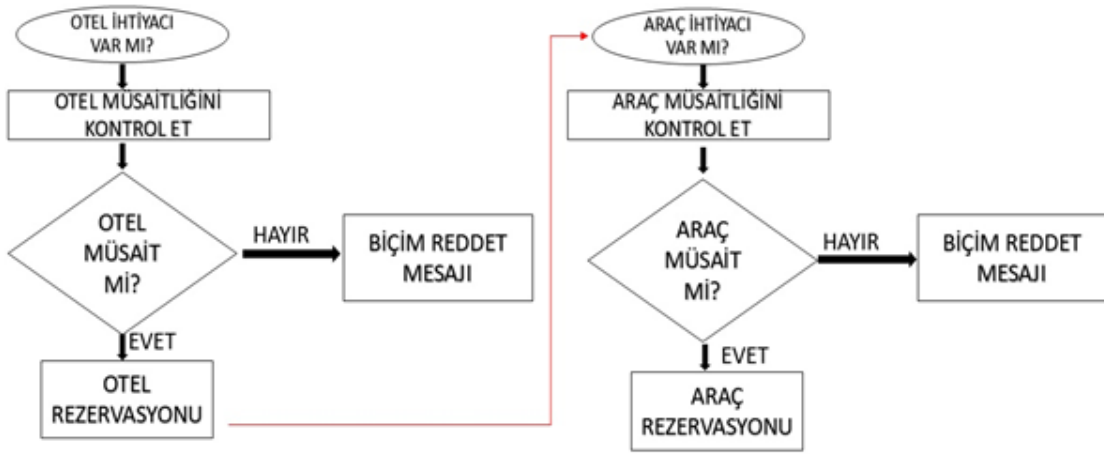 OTEL İHTİYACI
VAR MI?
OTEL MÜSAİTLİĞİNİ
KONTROL ET
OTEL
MÜSAİT
Mİ?
HAYIR
BİÇİM REDDET
MESAJI
EVET
OTEL
REZERVASYONU
ARAÇ İHTİYACI
VAR MI?
ARAÇ MÜSAİTLİĞİNİ
KONTROL ET
ARAÇ
MÜSAİT
Mİ?
HAYIR
BİÇİM REDDET
MESAJI
EVET
ARAÇ
REZERVASYONU